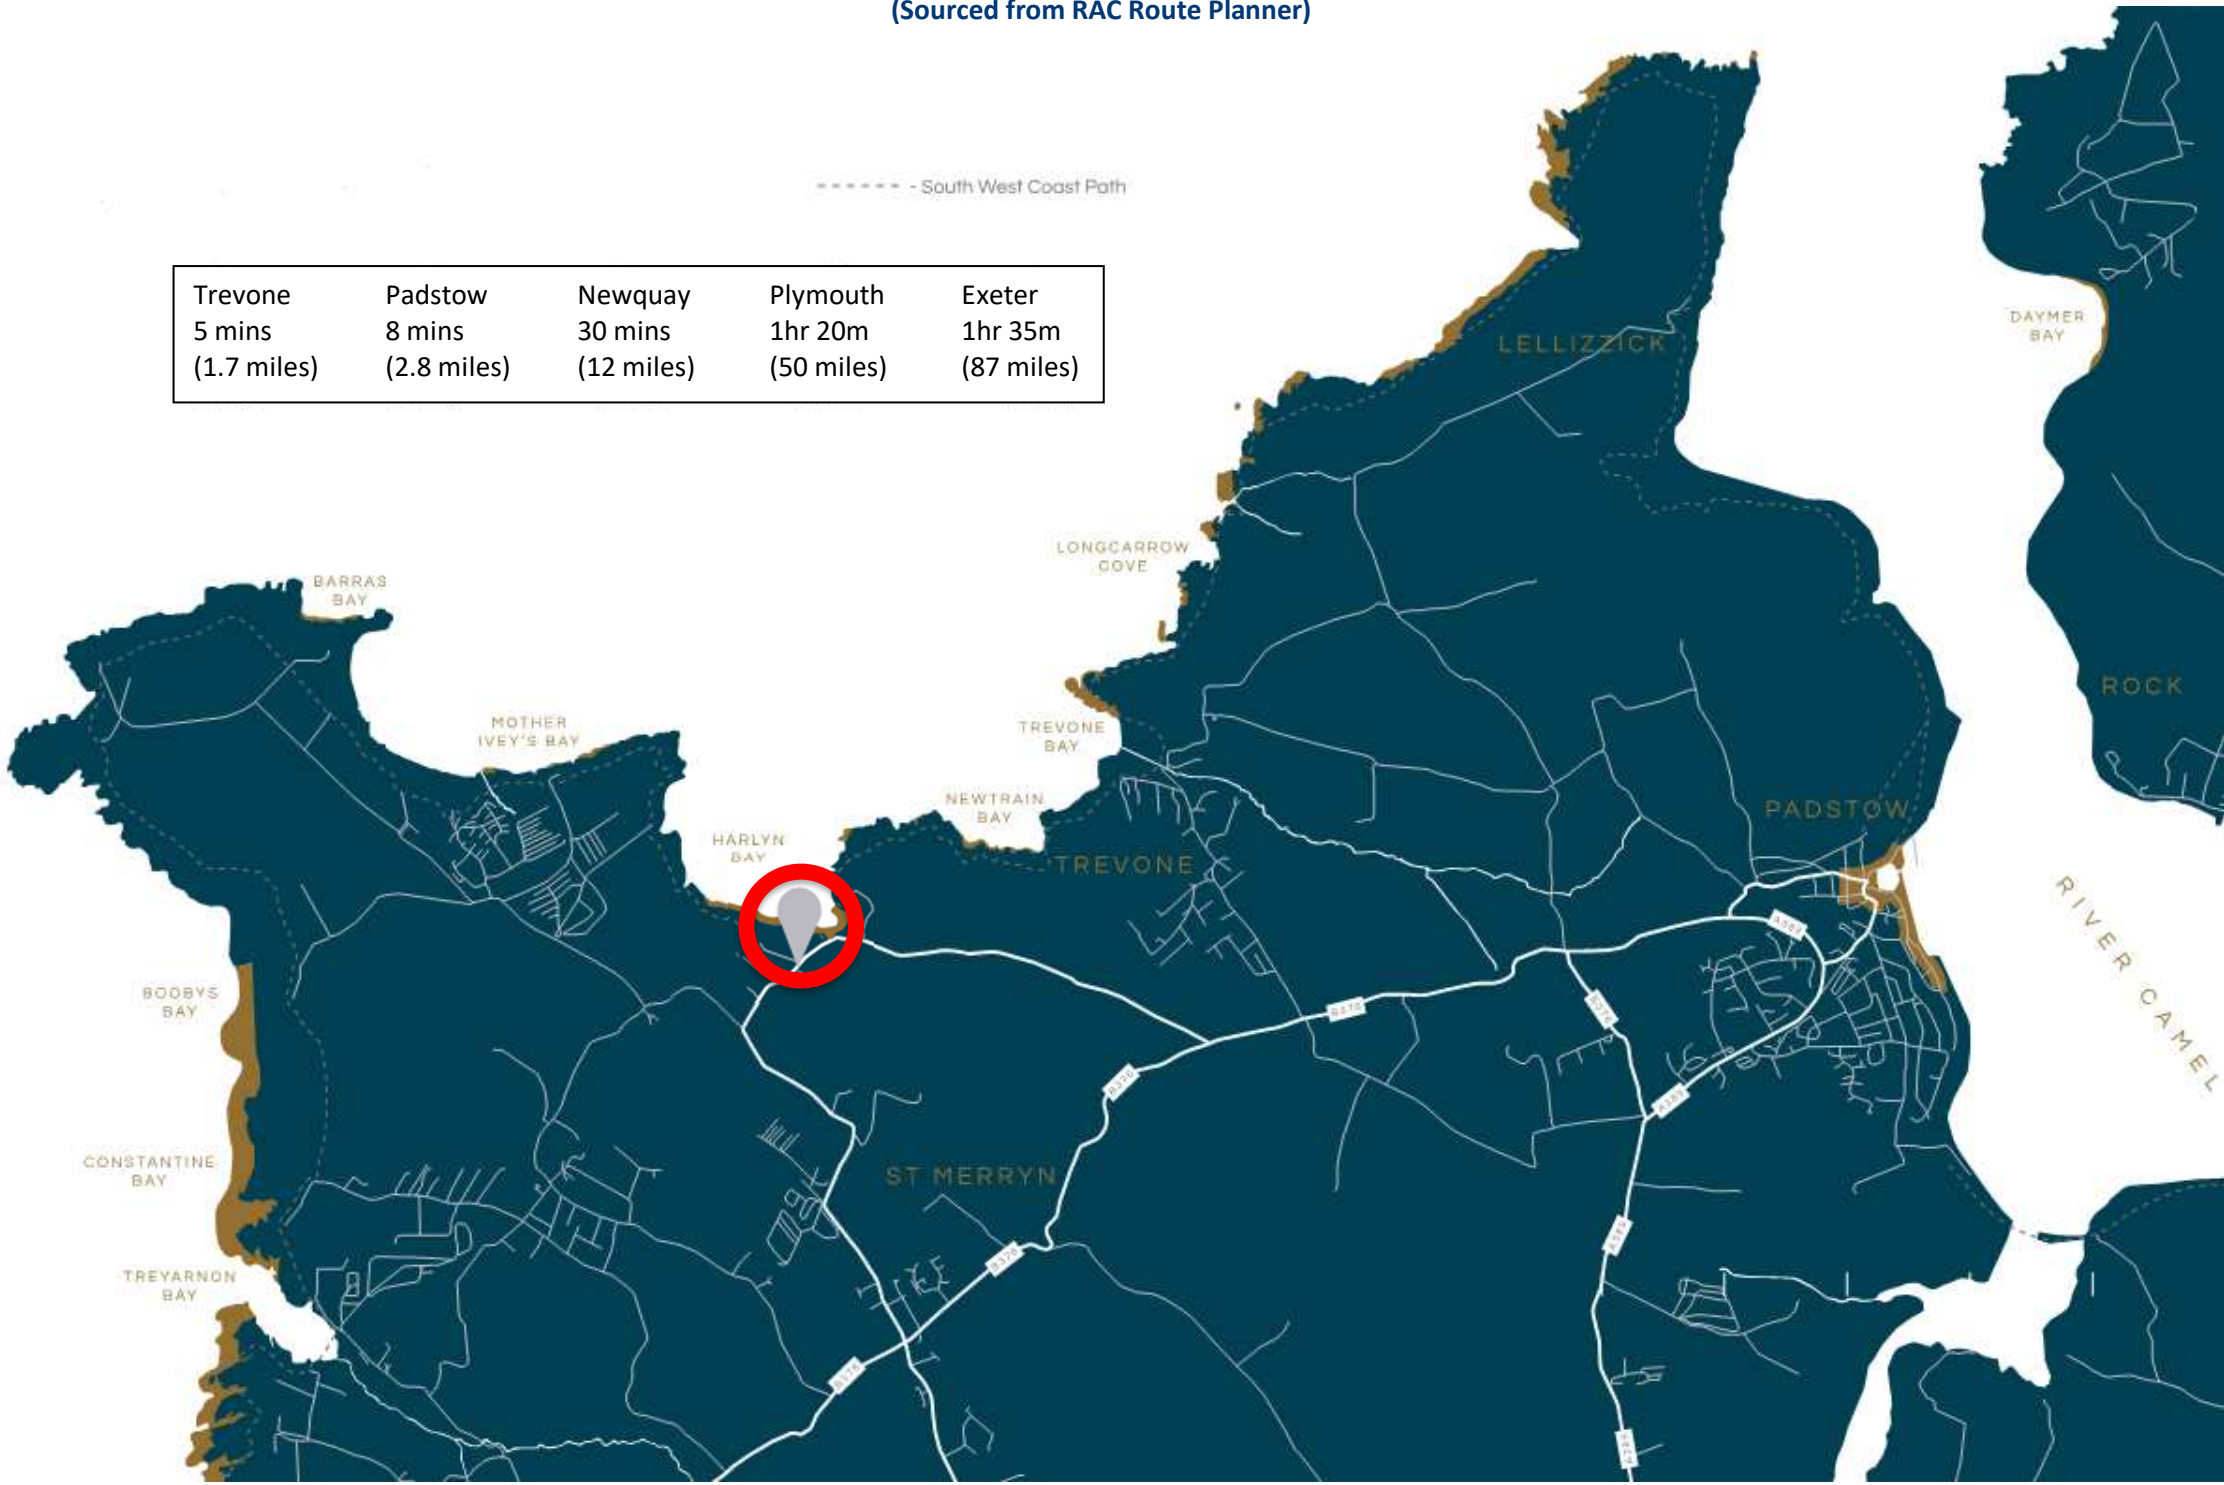 (Sourced from RAC Route Planner)
- South West Coast Path
Trevone Padstow Newquay Plymouth Exeter
5 mins 8 mins 30 mins 1hr 20m 1hr 35m
(1.7 miles) (2.8 miles) (12 miles) (50 miles) (87 miles)
DAYMER
BAY
LELLIZZICK
LONGCARROW
COVE
BARRAS
BAY
ROCK
MOTHER
IVEY'S BAY
TREVONE
BAY
NEWTRAIN
BAY
PADSTOW
HARLYN
BAY
TREVONE
RIVER CAMEL
BOOBYS
BAY
CONSTANTINE
BAY
ST MERRYN
TREYARNON
BAY